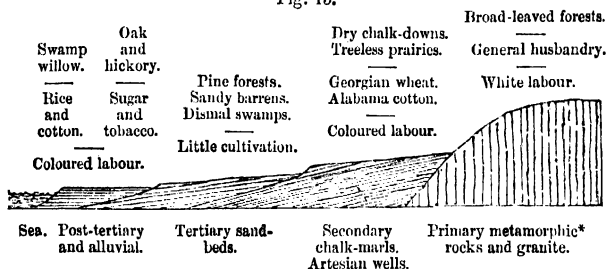 Swamp
willow.
Rice
and
cotton.
Oak
and
hickory.
Sugar
and
tobacco.
Coloured labour.
Pine forests.
Sandy barrens.
Dismal swamps.
Little cultivation.
Dry chalk-downs.
Treeless prairies.
Georgian wheat.
Alabama cotton.
Coloured labour.
Broad-leaved forests.
General husbandry.
White labour.
Sea.
Post-tertiary
and alluvial.
Tertiary sand-
beds.
Secondary
chalk-marls.
Artesian wells.
Primary metamorphic*
rocks and granite.